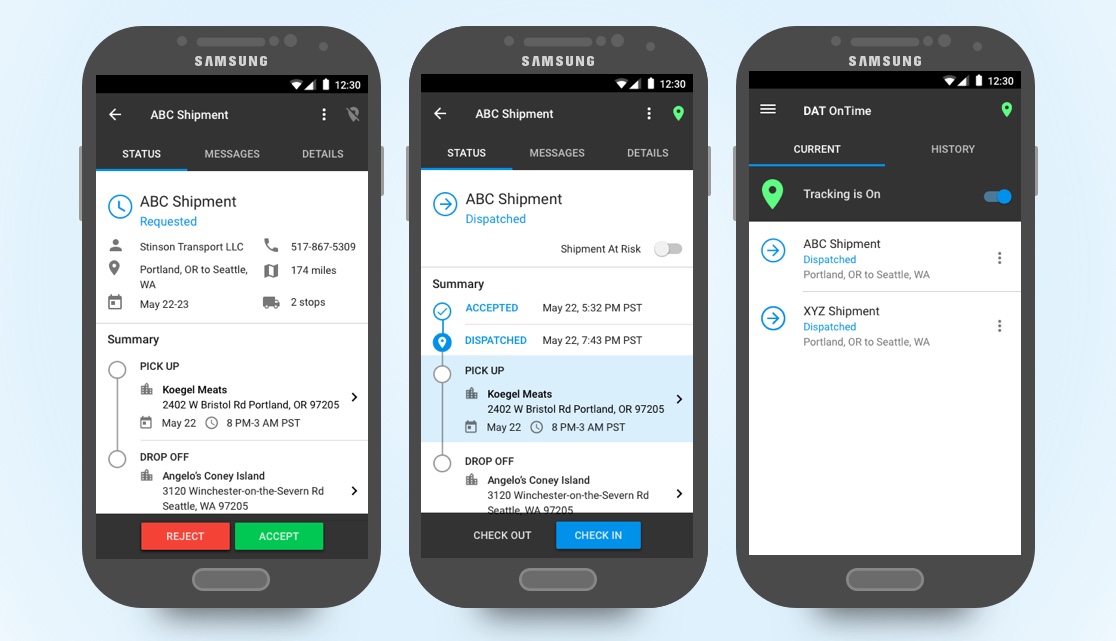 SAMSUNG
12:30
ABC Shipment
STATUS MESSAGES DETAILS
ABC Shipment
Requested
Stinson Transport LLC 517-867-5309
Portland, OR to Seattle, 174 miles
WA
May 22-23 2 stops
Summary
PICK UP
Koegel Meats
2402 W Bristol Rd Portland, OR 97205
May 22 8 PM-3 AM PST
DROP OFF
Angelo's Coney Island
3120 Winchester-on-the-Severn Rd
Seattle, WA 97205
REJECT ACCEPT
SAMSUNG
12:30
ABC Shipment
STATUS MESSAGES DETAILS
ABC Shipment
Dispatched
Shipment At Risk
Summary
ACCEPTED May 22, 5:32 PM PST
DISPATCHED May 22, 7:43 PM PST
PICK UP
Koegel Meats
2402 W Bristol Rd Portland, OR 97205
May 22 8 PM-3 AM PST
DROP OFF
Angelo's Coney Island
3120 Winchester-on-the-Severn Rd
Seattle, WA 97205
CHECK OUT CHECK IN
SAMSUNG
12:30
DAT OnTime
CURRENT HISTORY
Tracking is On
ABC Shipment
Dispatched
Portland, OR to Seattle, WA
XYZ Shipment
Dispatched
Portland, OR to Seattle, WA